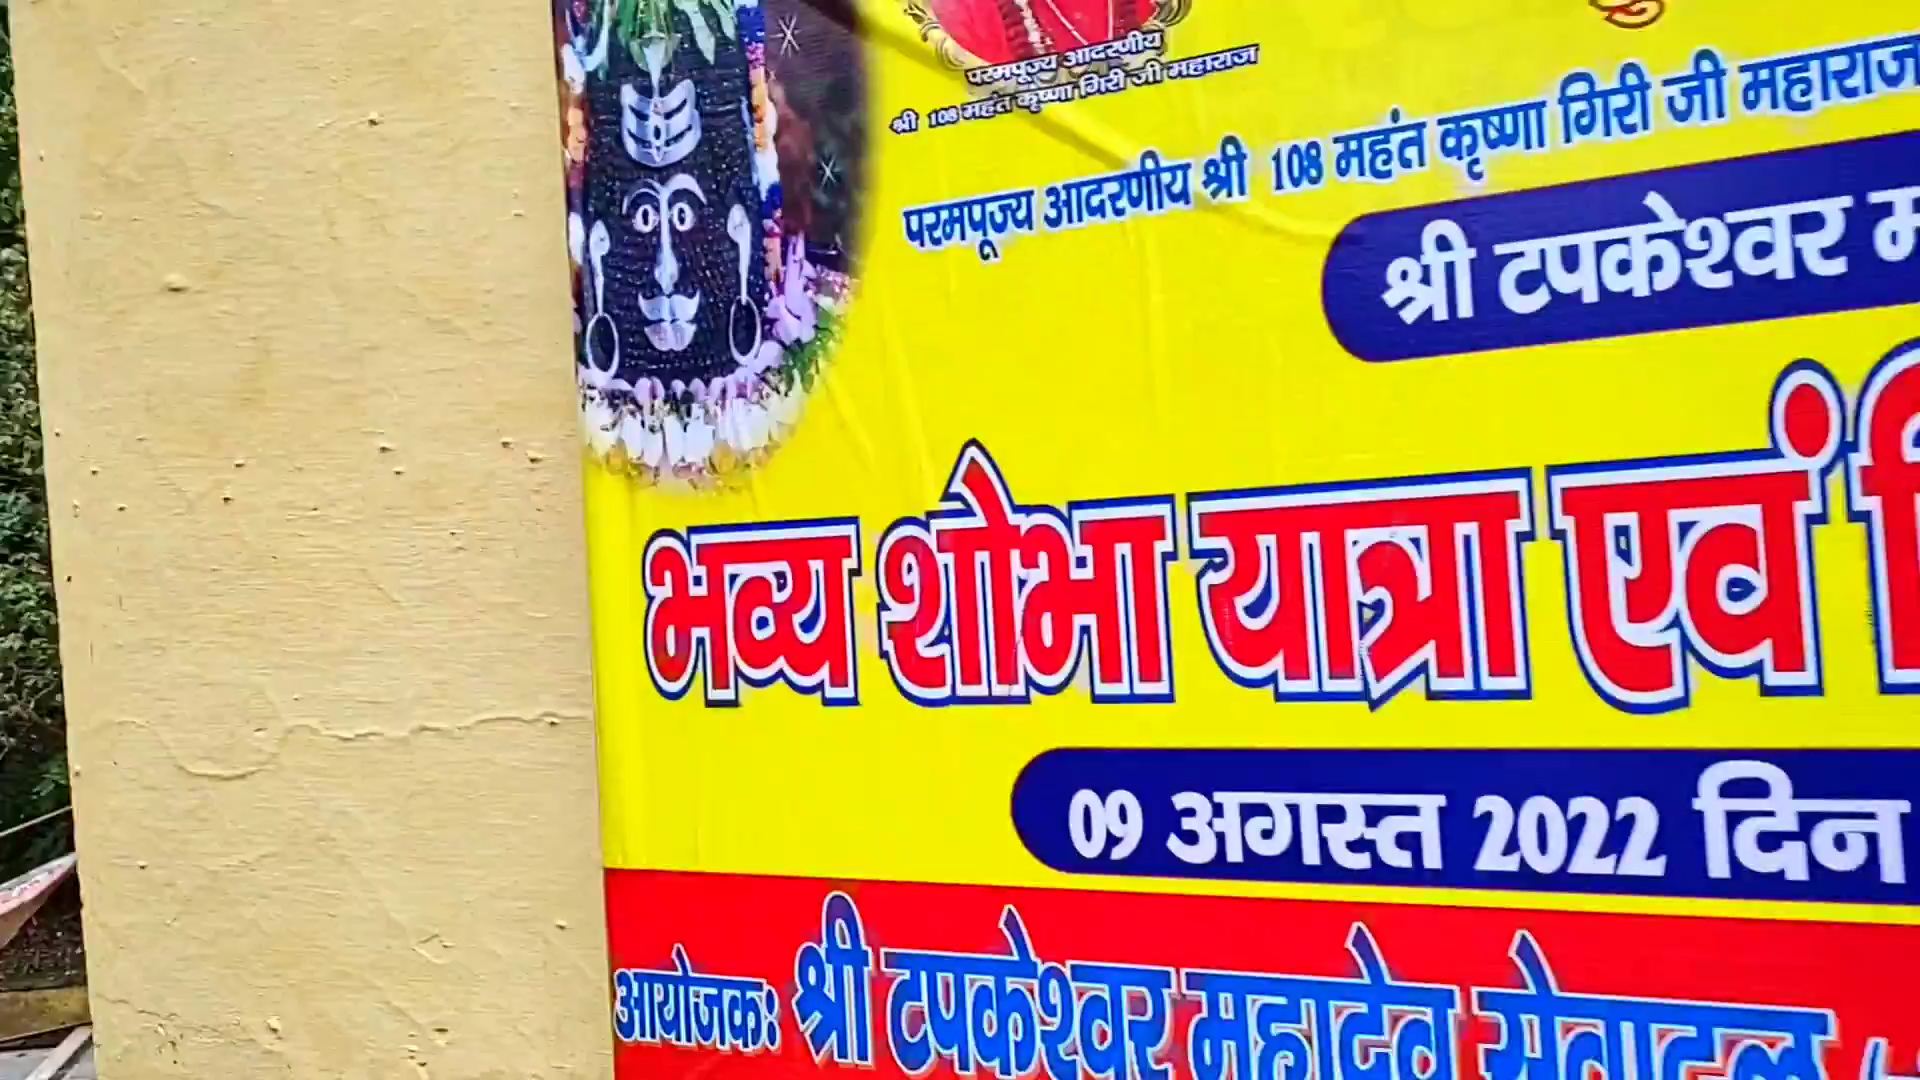 परमपूज्य आदरणीय
श्री 108 महंत कृष्णा गिरी जी महाराज
परमपूज्य आदरणीय श्री 108 महंत कृष्णा गिरी जी महाराज
श्री टपकेश्वर
भव्य शोभा यात्रा एवं
09 अगस्त 2022 दिन
आयोजकः श्री टपकेश्वर महादेव सेवादल